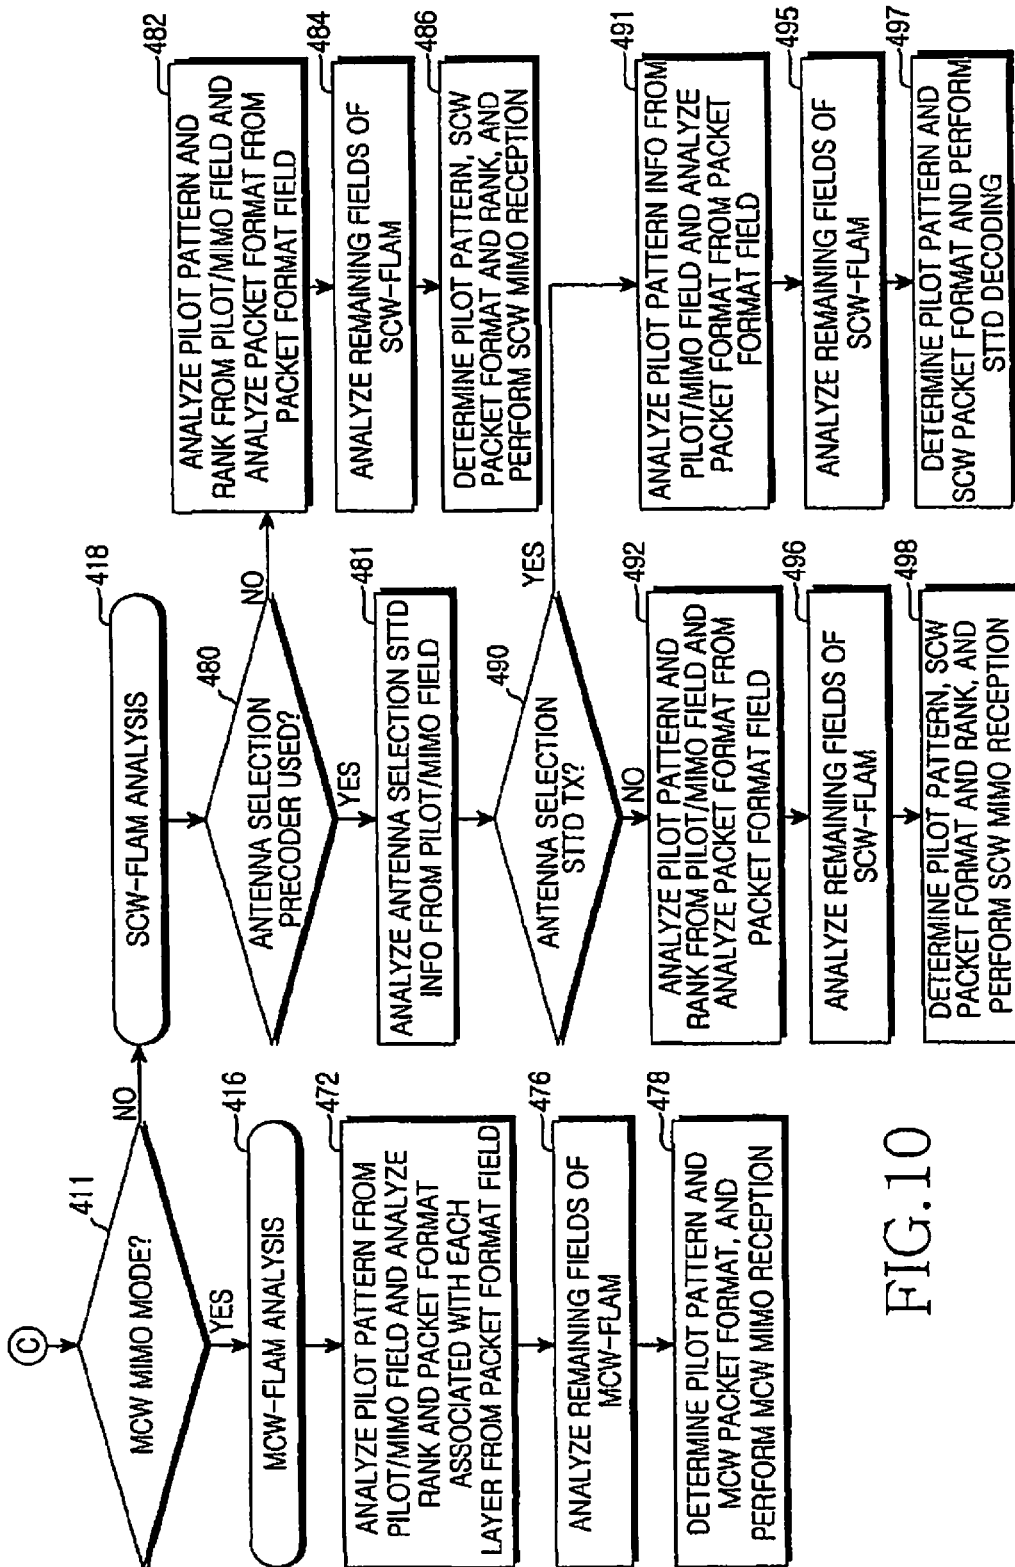 C
411
MCW MIMO MODE?
NO
YES
416
MCW-FLAM ANALYSIS
472
ANALYZE PILOT PATTERN FROM
PILOT/MIMO FIELD AND ANALYZE
RANK AND PACKET FORMAT
ASSOCIATED WITH EACH
LAYER FROM PACKET FORMAT FIELD
476
ANALYZE REMAINING FIELDS OF
MCW-FLAM
478
DETERMINE PILOT PATTERN AND
MCW PACKET FORMAT, AND
PERFORM MCW MIMO RECEPTION
418
SCW-FLAM ANALYSIS
480
ANTENNA SELECTION
PRECODER USED?
NO
YES
481
ANALYZE ANTENNA SELECTION STTD
INFO FROM PILOT/MIMO FIELD
490
ANTENNA SELECTION
STTD TX?
YES
NO
492
ANALYZE PILOT PATTERN AND
RANK FROM PILOT/MIMO FIELD AND
ANALYZE PACKET FORMAT FROM
PACKET FORMAT FIELD
496
ANALYZE REMAINING FIELDS OF
SCW-FLAM
498
DETERMINE PILOT PATTERN, SCW
PACKET FORMAT AND RANK, AND
PERFORM SCW MIMO RECEPTION
482
ANALYZE PILOT PATTERN AND
RANK FROM PILOT/MIMO FIELD AND
ANALYZE PACKET FORMAT FROM
PACKET FORMAT FIELD
484
ANALYZE REMAINING FIELDS OF
SCW-FLAM
486
DETERMINE PILOT PATTERN, SCW
PACKET FORMAT AND RANK, AND
PERFORM SCW MIMO RECEPTION
491
ANALYZE PILOT PATTERN INFO FROM
PILOT/MIMO FIELD AND ANALYZE
PACKET FORMAT FROM PACKET
FORMAT FIELD
495
ANALYZE REMAINING FIELDS OF
SCW-FLAM
497
DETERMINE PILOT PATTERN AND
SCW PACKET FORMAT AND PERFORM
STTD DECODING
FIG.10